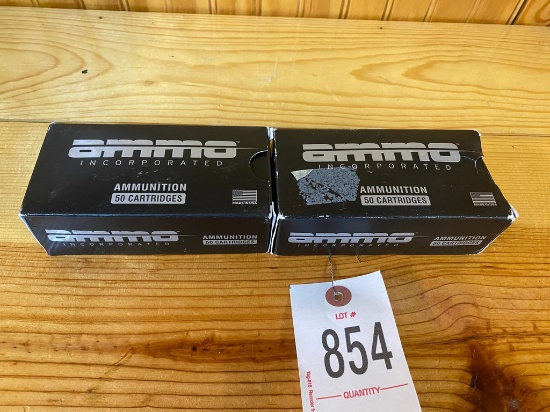 ammo
INCORPORATED
AMMUNITION
50 CARTRIDGES
ammo
INCORPORATED
AMMUNITION
50 CARTRIDGES
ammo
INCORPORATED
AMMUNITION
50 CARTRIDGES
ammo
INCORPORATED
AMMUNITION
50 CARTRIDGES
LOT #
854
QUANTITY